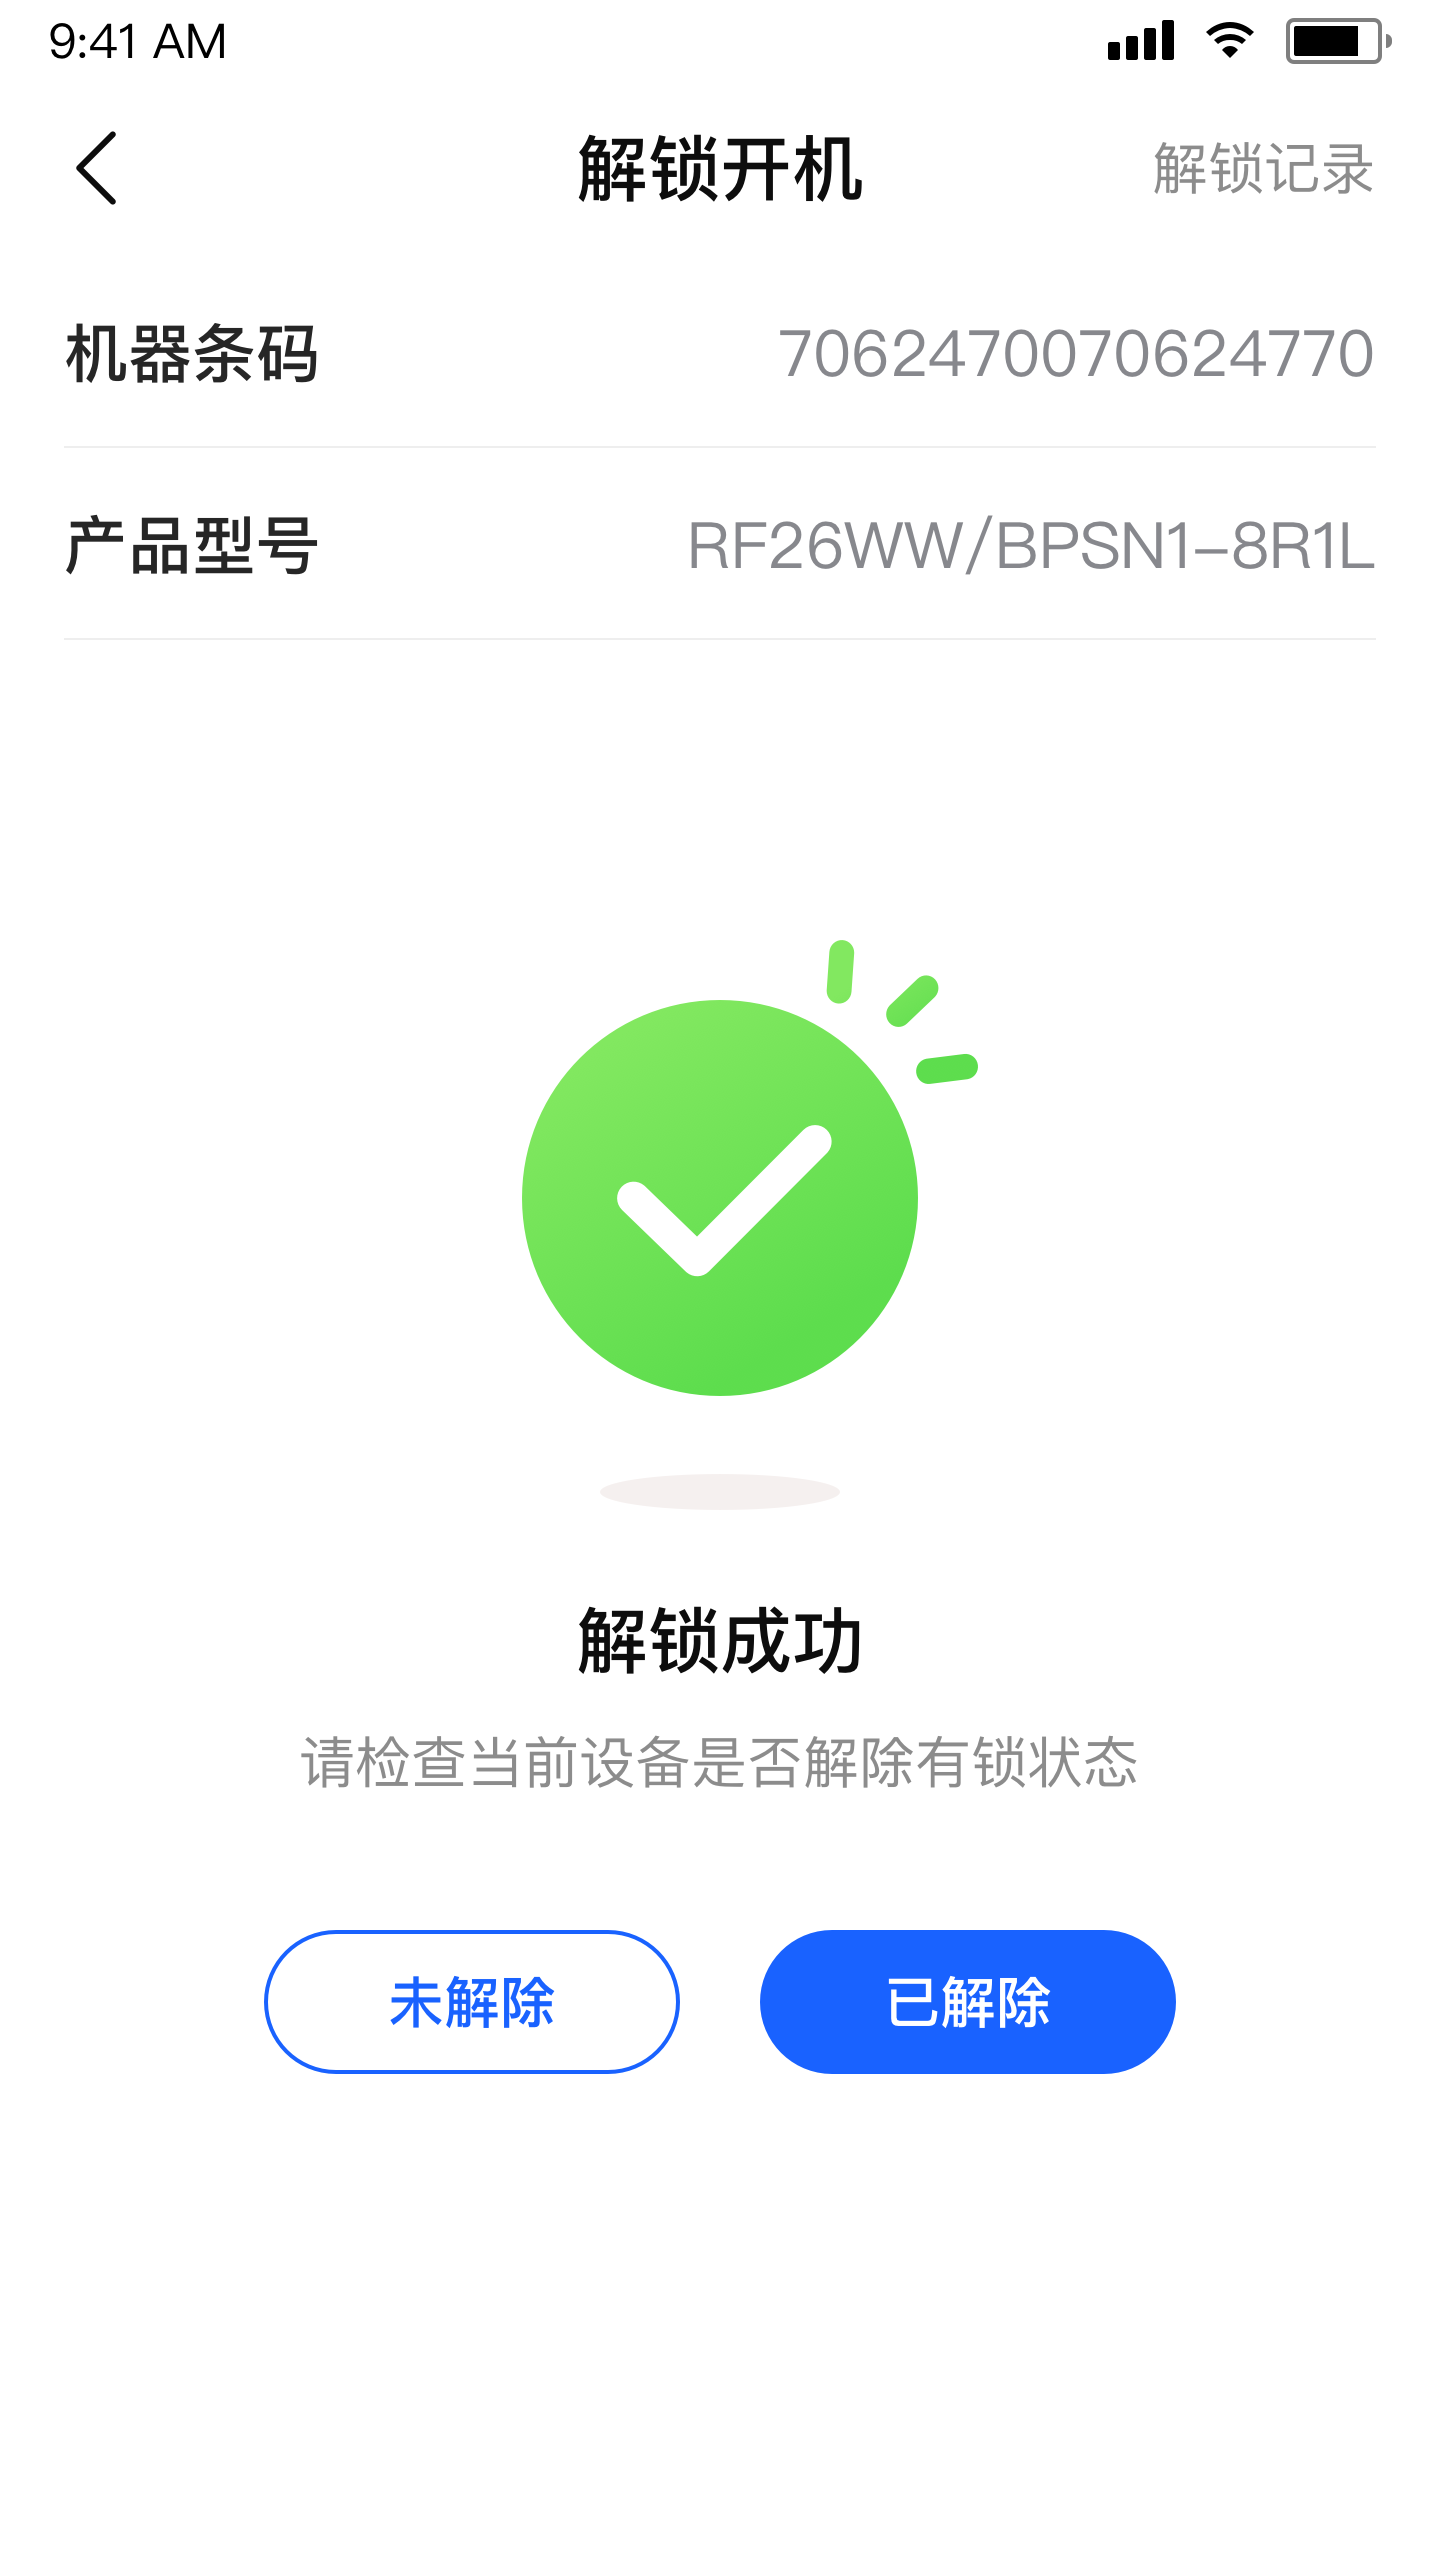 9:41 AM
解锁开机
解锁记录
机器条码
7062470070624770
产品型号
RF26WW/BPSN1-8R1L
解锁成功
请检查当前设备是否解除有锁状态
未解除
已解除